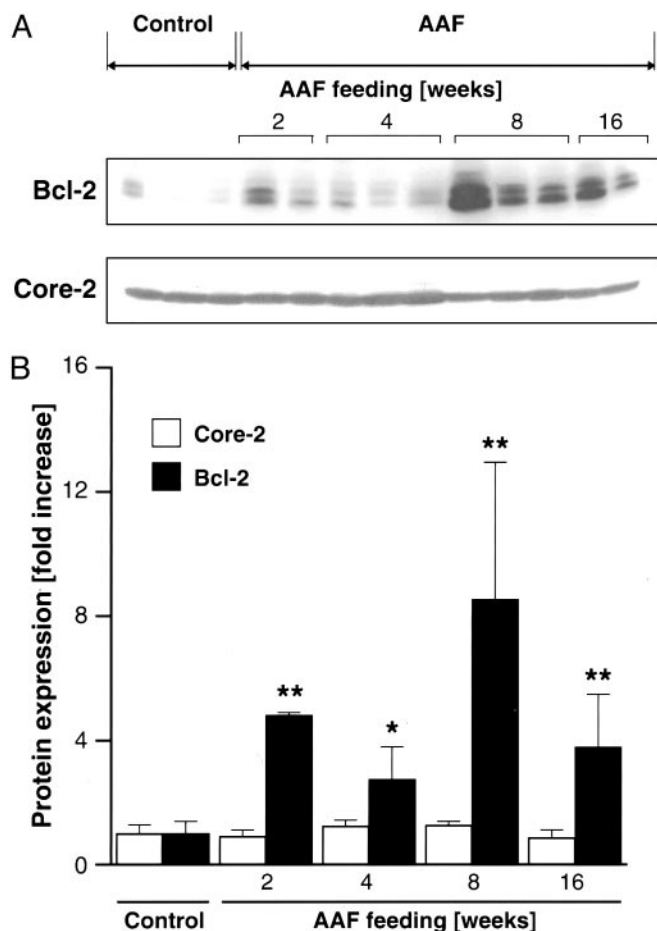 A
Control
AAF
AAF feeding [weeks]
2 4 8 16
Bcl-2
Core-2
B
Protein expression [fold increase]
16
12
8
4
0
Core-2
Bcl-2
**
*
**
**
2 4 8 16
Control AAF feeding [weeks]